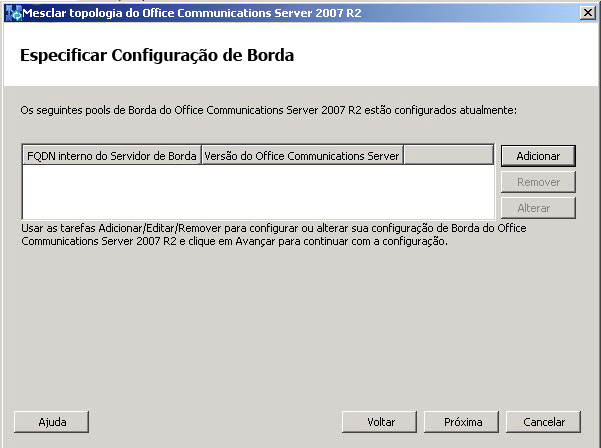 Mesclar topologia do Office Communications Server 2007 R2
Especificar Configuração de Borda
Os seguintes pools de Borda do Office Communications Server 2007 R2 estão configurados atualmente:
FQDN interno do Servidor de Borda Versão do Office Communications Server
Adicionar
Remover
Alterar
Usar as tarefas Adicionar/Editar/Remover para configurar ou alterar sua configuração de Borda do Office
Communications Server 2007 R2 e clique em Avançar para continuar com a configuração.
Ajuda Voltar Próxima Cancelar